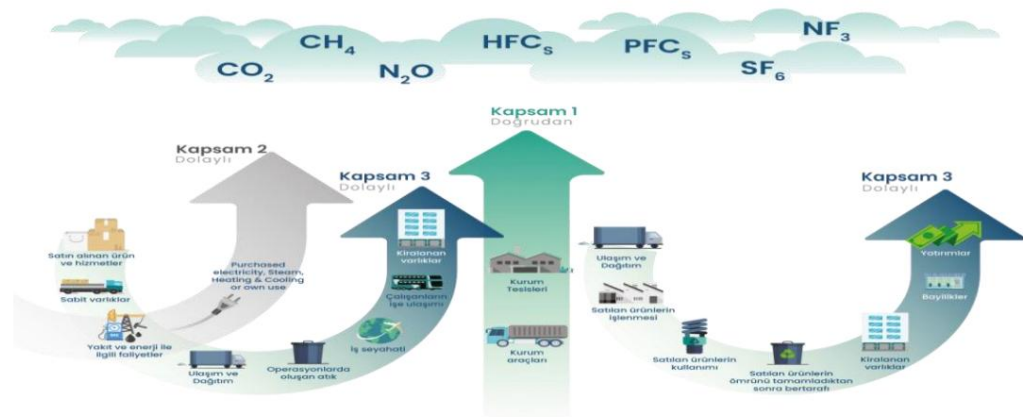 CH₄
HFCₛ
PFCₛ
NF₃
CO₂
N₂O
SF₆
Kapsam 1
Doğrudan
Kapsam 2
Dolaylı
Kapsam 3
Dolaylı
Kapsam 3
Dolaylı
Satın alınan ürün
ve hizmetler
Sabit varlıklar
Yakıt ve enerji ile
ilgili faliyetler
Purchased
electricity, Steam,
Heating & Cooling
or own use
Ulaşım ve
Dağıtım
Operasyonlarda
oluşan atık
İş seyahati
Çalışanların
işe ulaşımı
Kiralanan
varlıklar
Kurum
Tesisleri
Kurum
araçları
Ulaşım ve
Dağıtım
Satılan ürünlerin
işlenmesi
Satılan ürünlerin
kullanımı
Satılan ürünlerin
ömrünü tamamladıktan
sonra bertarafı
Kiralanan
varlıklar
Bayilikler
Yatırımlar